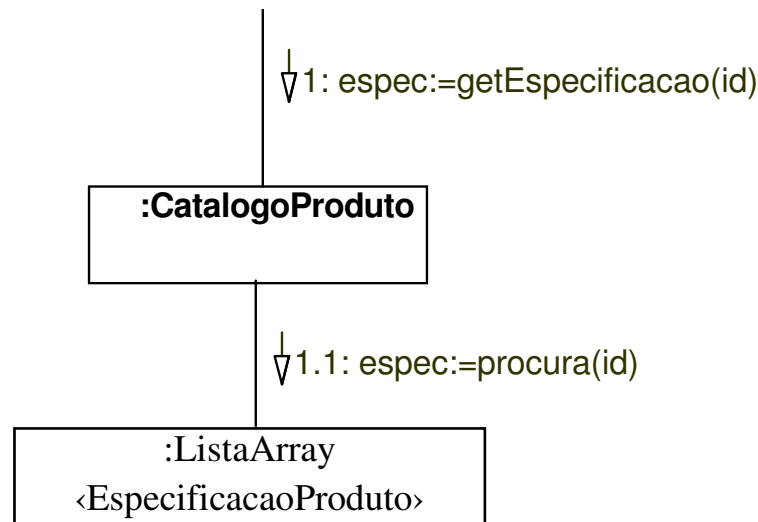 1: espec:=getEspecificacao(id)
:CatalogoProduto
1.1: espec:=procura(id)
:ListaArray
‹EspecificacaoProduto›